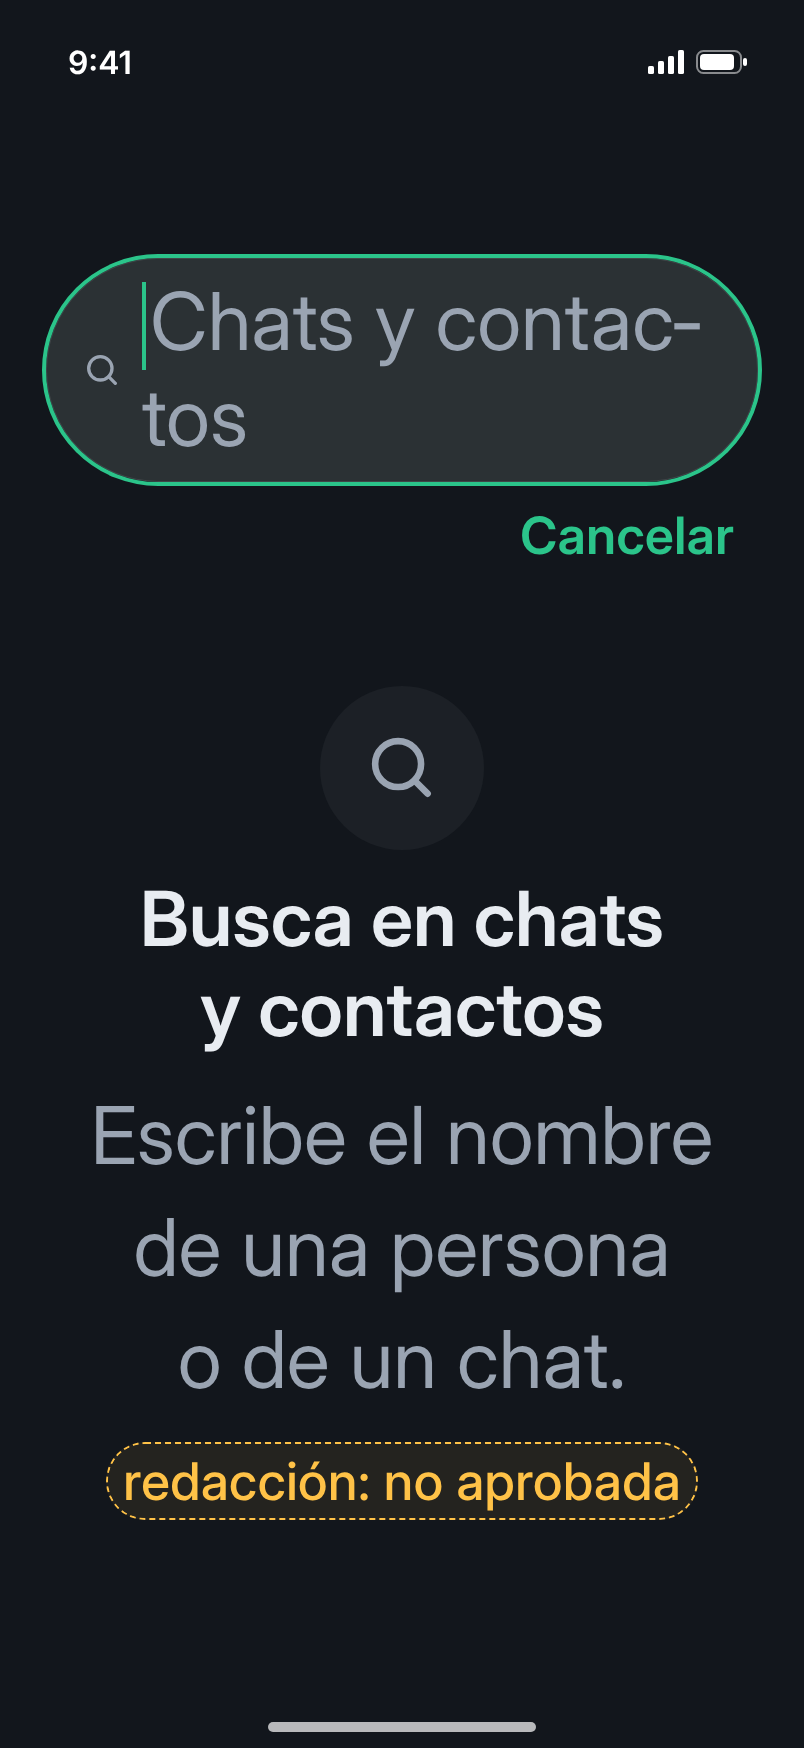 9:41
Chats y contac-
tos
Cancelar
Busca en chats
y contactos
Escribe el nombre
de una persona
o de un chat.
redacción: no aprobada